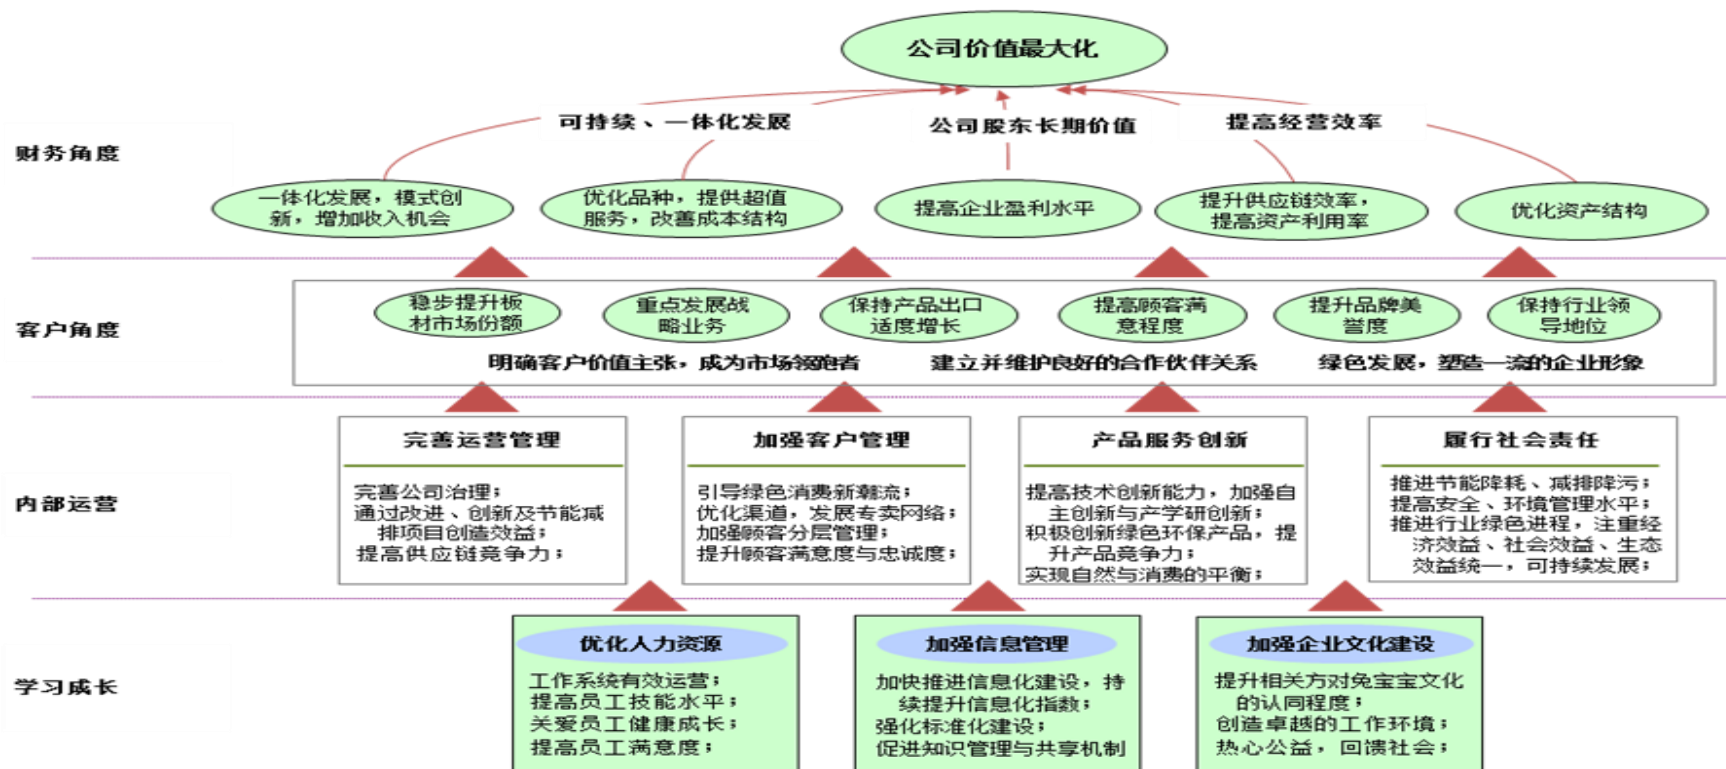 公司价值最大化
可持续、一体化发展
公司股东长期价值
提高经营效率
财务角度
一体化发展，模式创
新，增加收入机会
优化品种，提供超值
服务，改善成本结构
提高企业盈利水平
提升供应链效率，
提高资产利用率
优化资产结构
客户角度
稳步提升板
材市场份额
重点发展战
略业务
保持产品出口
适度增长
提高顾客满
意程度
提升品牌美
誉度
保持行业领
导地位
明确客户价值主张，成为市场领跑者
建立并维护良好的合作伙伴关系
绿色发展，塑造一流的企业形象
内部运营
完善运营管理
完善公司治理；
通过改进、创新及节能减
排项目创造效益；
提高供应链竞争力；
加强客户管理
引导绿色消费新潮流；
优化渠道，发展专卖网络；
加强顾客分层管理；
提升顾客满意度与忠诚度；
产品服务创新
提高技术创新能力，加强自
主创新与产学研创新；
积极创新绿色环保产品，提
升产品竞争力；
实现自然与消费的平衡；
履行社会责任
推进节能降耗、减排降污；
提高安全、环境管理水平；
推进行业绿色进程，注重经
济效益、社会效益、生态
效益统一，可持续发展；
学习成长
优化人力资源
工作系统有效运营；
提高员工技能水平；
关爱员工健康成长；
提高员工满意度；
加强信息管理
加快推进信息化建设，持
续提升信息化指数；
强化标准化建设；
促进知识管理与共享机制
加强企业文化建设
提升相关方对兔宝宝文化
的认同程度；
创造卓越的工作环境；
热心公益，回馈社会；